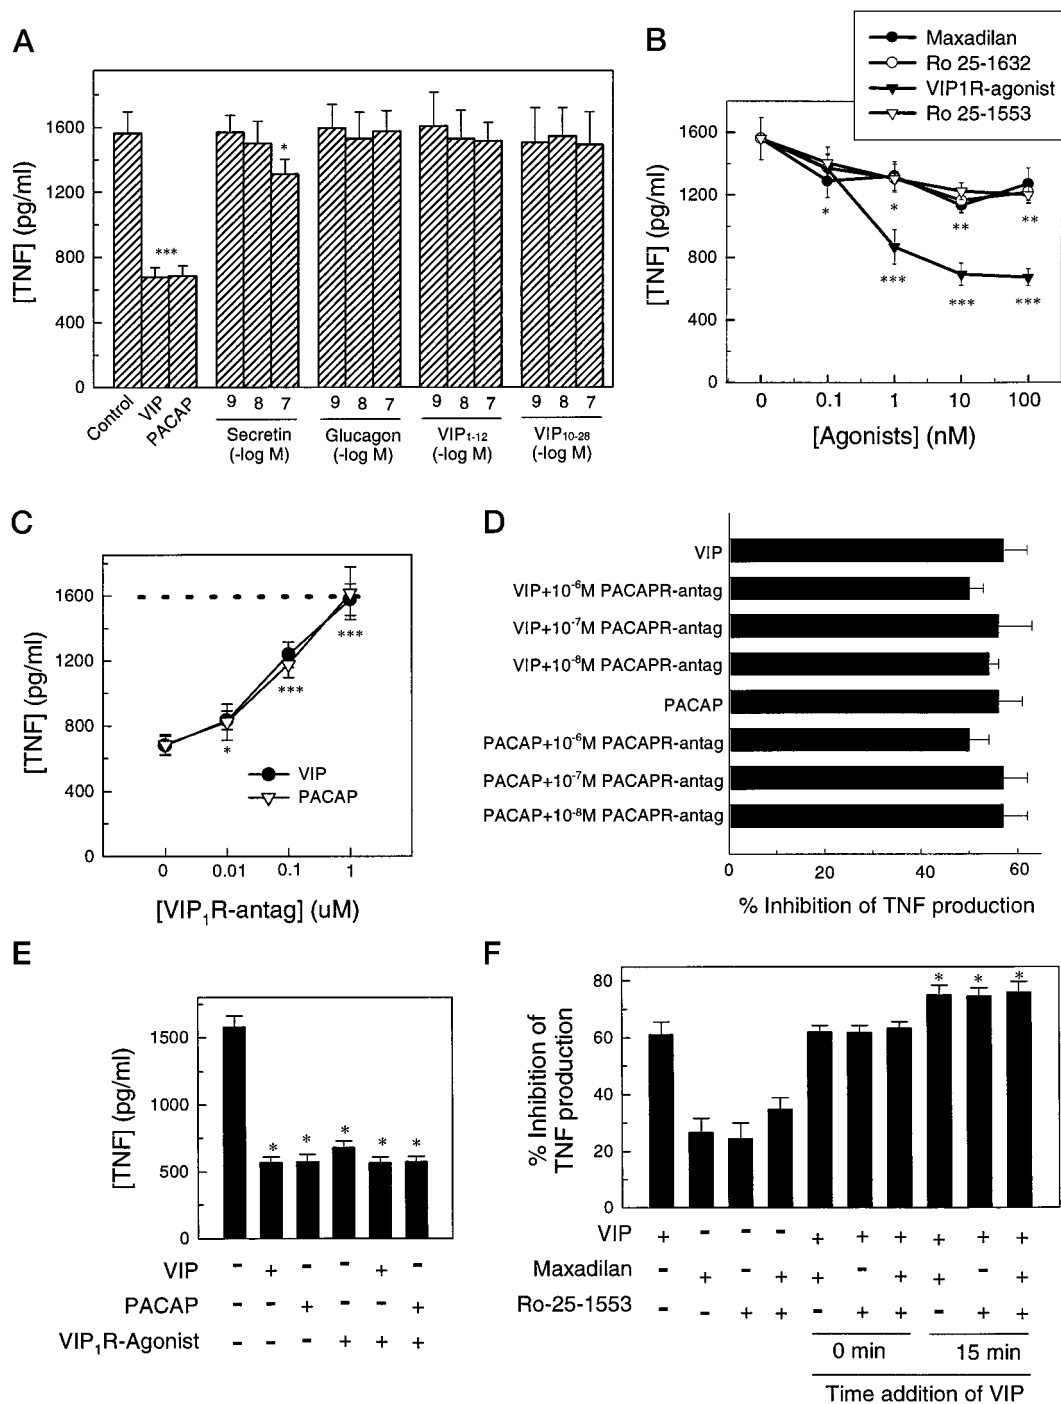 A
[TNF] (pg/ml)
1600
1200
800
400
0
***
*
Control
VIP
PACAP
9 8 7
9 8 7
9 8 7
9 8 7
Secretin
(-log M)
Glucagon
(-log M)
VIP1-12
(-log M)
VIP10-28
(-log M)
B
Maxadilan
Ro 25-1632
VIP1R-agonist
Ro 25-1553
[TNF] (pg/ml)
1600
1200
800
400
0
* * ** **
*** *** ***
0 0.1 1 10 100
[Agonists] (nM)
C
[TNF] (pg/ml)
1600
1200
800
400
0
* *** ***
VIP
PACAP
0 0.01 0.1 1
[VIP1R-antag] (uM)
D
VIP
VIP+10-6M PACAPR-antag
VIP+10-7M PACAPR-antag
VIP+10-8M PACAPR-antag
PACAP
PACAP+10-6M PACAPR-antag
PACAP+10-7M PACAPR-antag
PACAP+10-8M PACAPR-antag
0 20 40 60
% Inhibition of TNF production
E
[TNF] (pg/ml)
1500
1000
500
0
* * * * *
VIP - + - - + -
PACAP - - + - - +
VIP1R-Agonist - - - + + +
F
% Inhibition of
TNF production
80
60
40
20
0
* * *
VIP + - - - + + + + + +
Maxadilan - + - + + - + + - +
Ro-25-1553 - - + + - + + - + +
0 min
15 min
Time addition of VIP